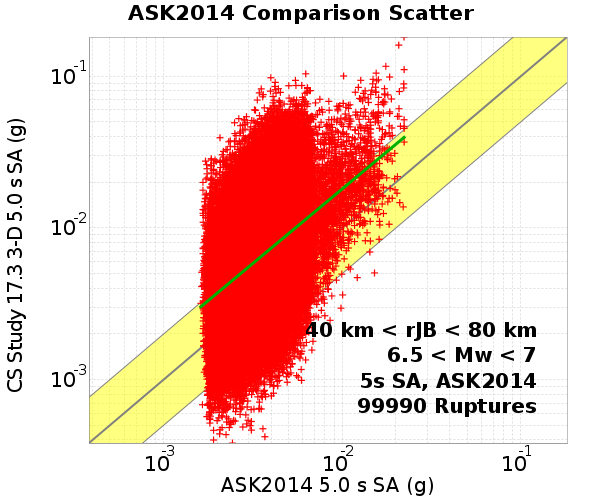 ASK2014 Comparison Scatter
CS Study 17.3 3-D 5.0 s SA (g)
10-1
10-2
10-3
40 km < rJB < 80 km
6.5 < Mw < 7
5s SA, ASK2014
99990 Ruptures
10-3 10-2 10-1
ASK2014 5.0 s SA (g)